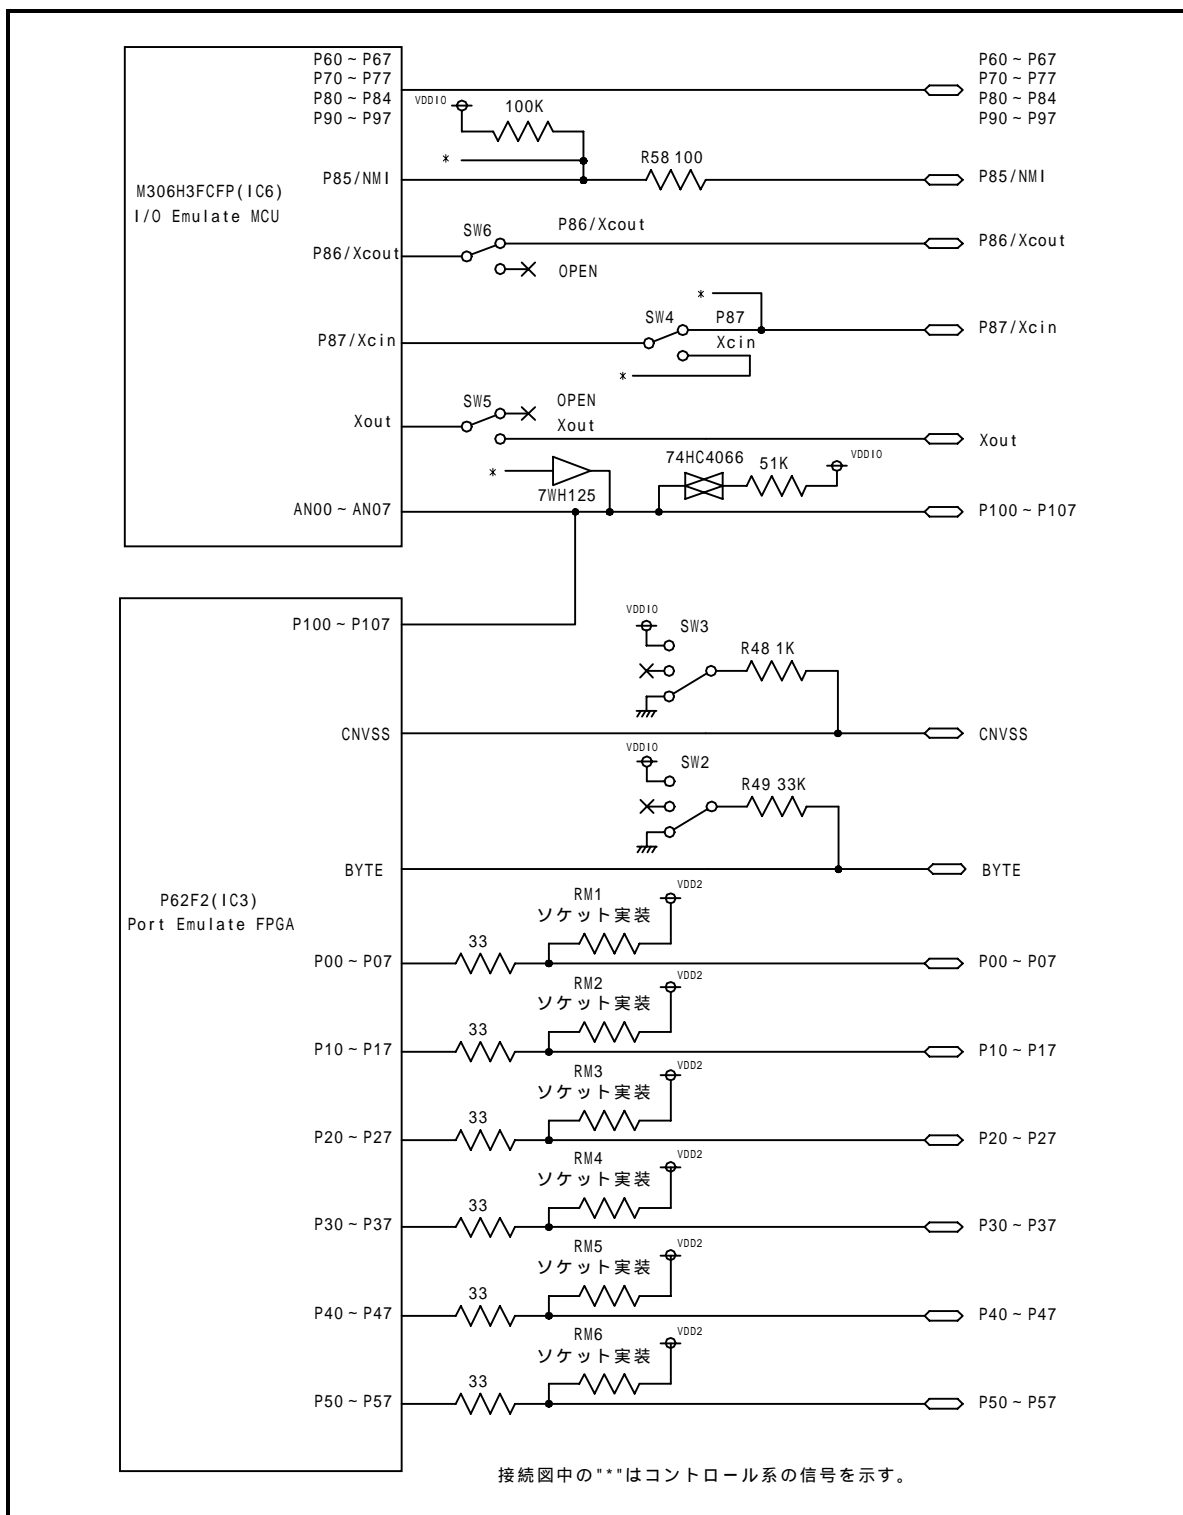 P60～P67
P70～P77
P80～P84
P90～P97
P60～P67
P70～P77
P80～P84
P90～P97
VDDIO
100K
*
R58 100
P85/NMI
P85/NMI
M306H3FCFP(IC6)
I/O Emulate MCU
SW6
P86/Xcout
P86/Xcout
P86/Xcout
OPEN
*
SW4
P87
P87/Xcin
Xcin
P87/Xcin
*
SW5
OPEN
Xout
Xout
Xout
74HC4066
51K
VDDIO
*
7WH125
AN00～AN07
P100～P107
P100～P107
VDDIO
SW3
R48 1K
CNVSS
CNVSS
VDDIO
SW2
R49 33K
BYTE
BYTE
P62F2(IC3)
Port Emulate FPGA
RM1
VDD2
ソケット実装
33
P00～P07
P00～P07
RM2
VDD2
ソケット実装
33
P10～P17
P10～P17
RM3
VDD2
ソケット実装
33
P20～P27
P20～P27
RM4
VDD2
ソケット実装
33
P30～P37
P30～P37
RM5
VDD2
ソケット実装
33
P40～P47
P40～P47
RM6
VDD2
ソケット実装
33
P50～P57
P50～P57
接続図中の"*"はコントロール系の信号を示す。